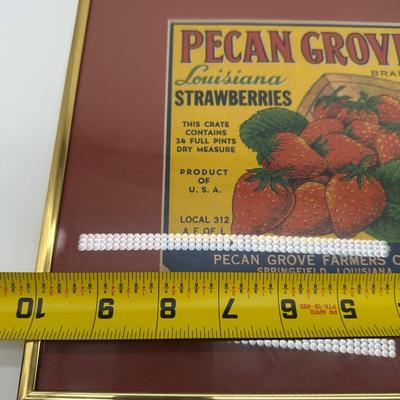 PECAN GROVE
BRAN
Louisiana
STRAWBERRIES
THIS CRATE
CONTAINS
24 FULL PINTS
DRY MEASURE
PRODUCT
OF
U.S.A.
LOCAL 312
A.F. OF L.
PECAN GROVE FARMERS
SPRINGFIELD, LOUISIANA
10 9 8 7 6 5